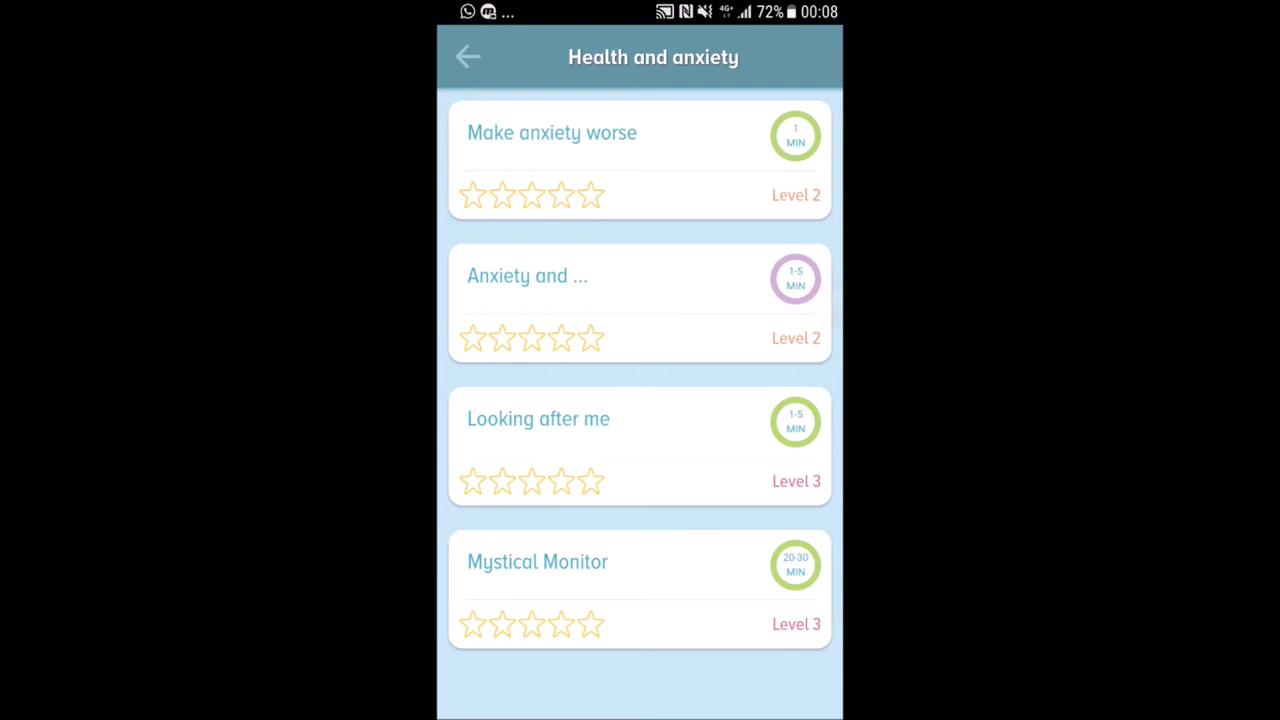 ... 4G+ 72% 00:08
Health and anxiety
Make anxiety worse
1
MIN
Level 2
Anxiety and ...
1-5
MIN
Level 2
Looking after me
1-5
MIN
Level 3
Mystical Monitor
20-30
MIN
Level 3